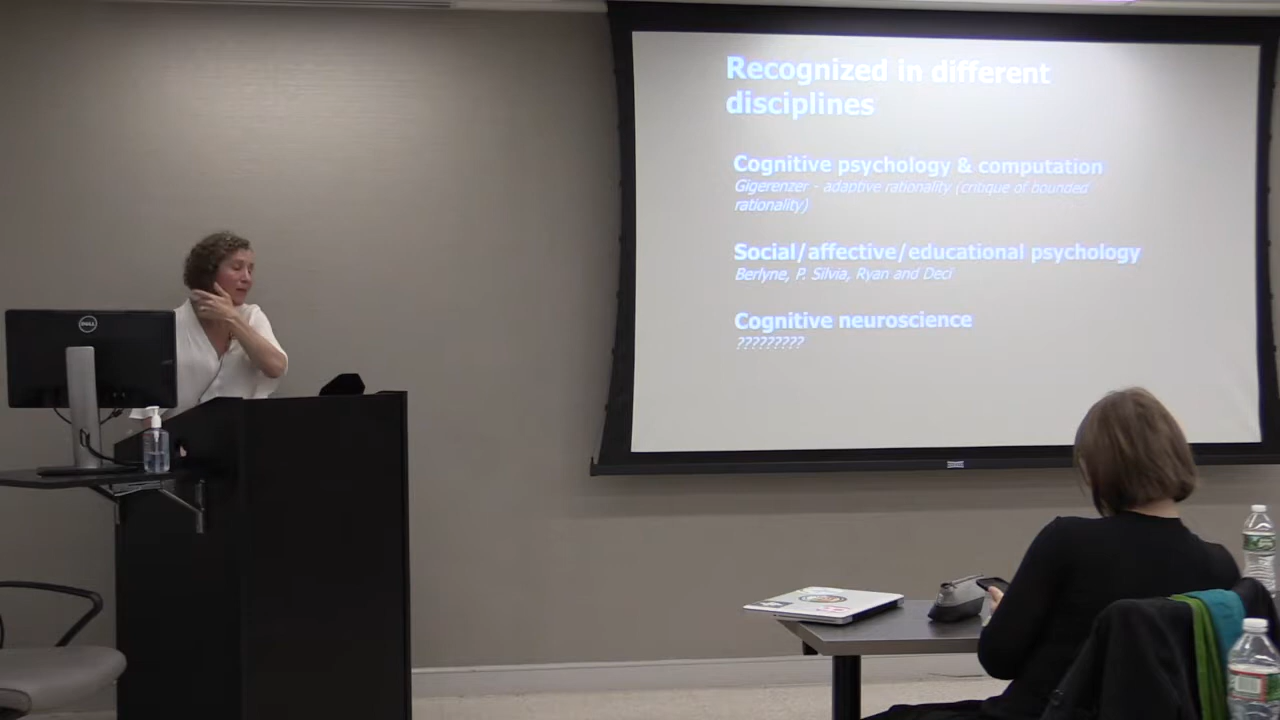 Recognized in different
disciplines
Cognitive psychology & computation
Gigerenzer - adaptive rationality (critique of bounded
rationality)
Social/affective/educational psychology
Berlyne, P. Silvia, Ryan and Deci
Cognitive neuroscience
?????????
DELL